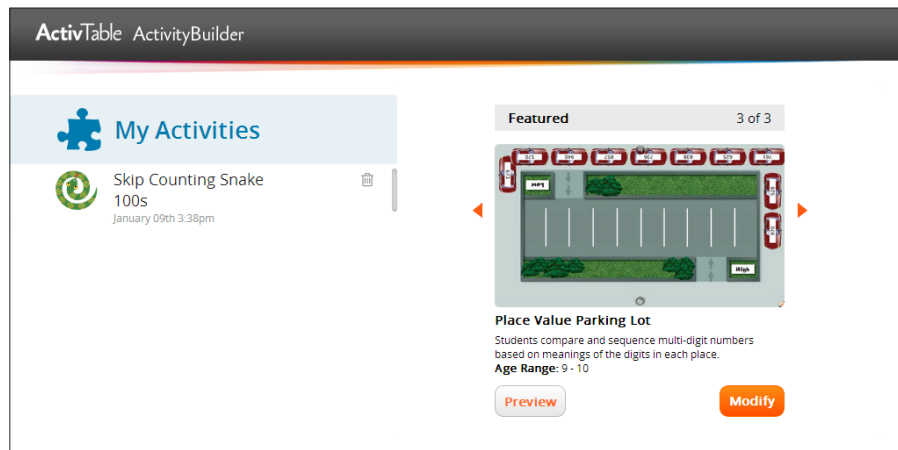 ActivTable ActivityBuilder
My Activities
Skip Counting Snake
100s
January 09th 3:38pm
Featured 3 of 3
Low
High
Place Value Parking Lot
Students compare and sequence multi-digit numbers
based on meanings of the digits in each place.
Age Range: 9 - 10
Preview
Modify